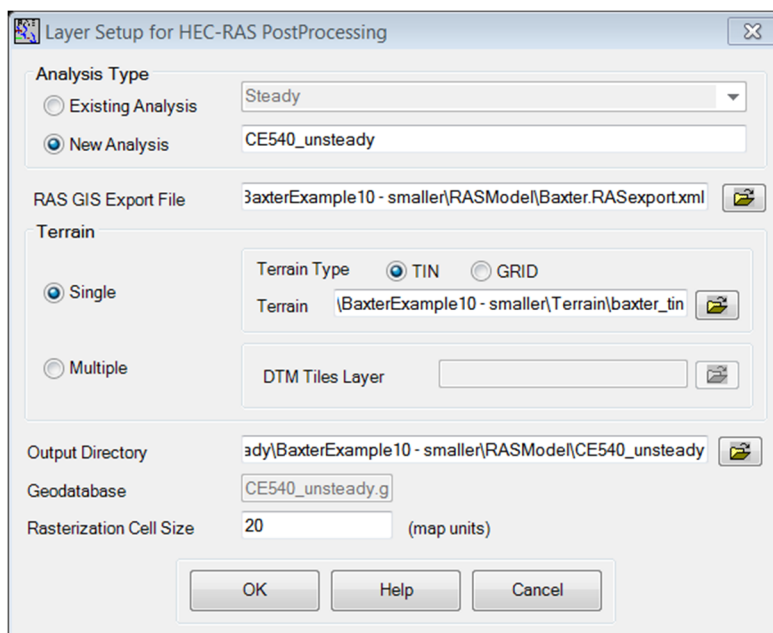 Layer Setup for HEC-RAS PostProcessing
Analysis Type
Existing Analysis
Steady
New Analysis
CE540_unsteady
RAS GIS Export File
BaxterExample10 - smaller\RASModel\Baxter.RASexport.xml
Terrain
Single
Terrain Type
TIN
GRID
Terrain
\BaxterExample10 - smaller\Terrain\baxter_tin
Multiple
DTM Tiles Layer
Output Directory
ady\BaxterExample10 - smaller\RASModel\CE540_unsteady
Geodatabase
CE540_unsteady.g
Rasterization Cell Size
20
(map units)
OK
Help
Cancel